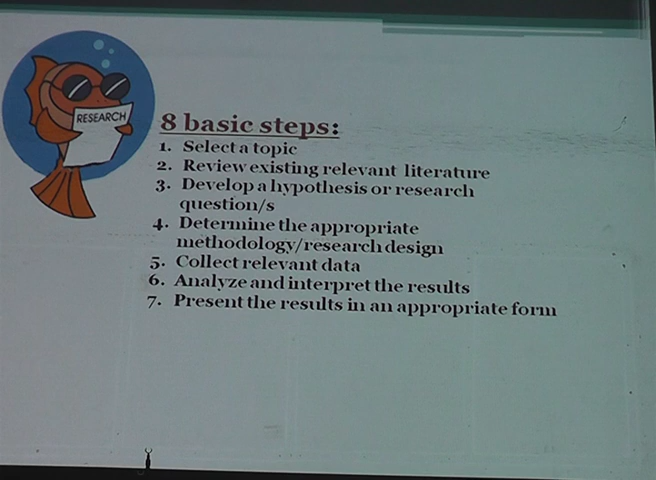 RESEARCH
8 basic steps:
1. Select a topic
2. Review existing relevant literature
3. Develop a hypothesis or research
question/s
4. Determine the appropriate
methodology/research design
5. Collect relevant data
6. Analyze and interpret the results
7. Present the results in an appropriate form